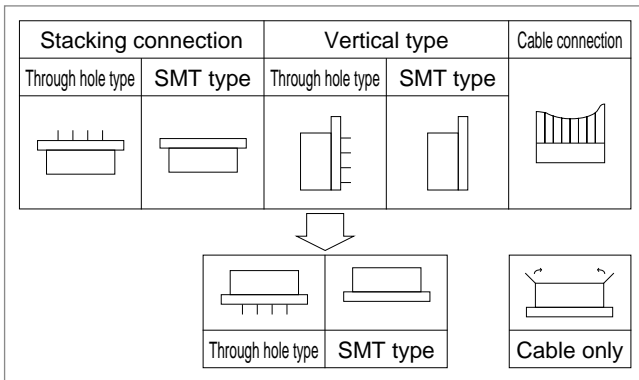 Stacking connection Vertical type Cable connection
Through hole type SMT type Through hole type SMT type
Through hole type SMT type Cable only